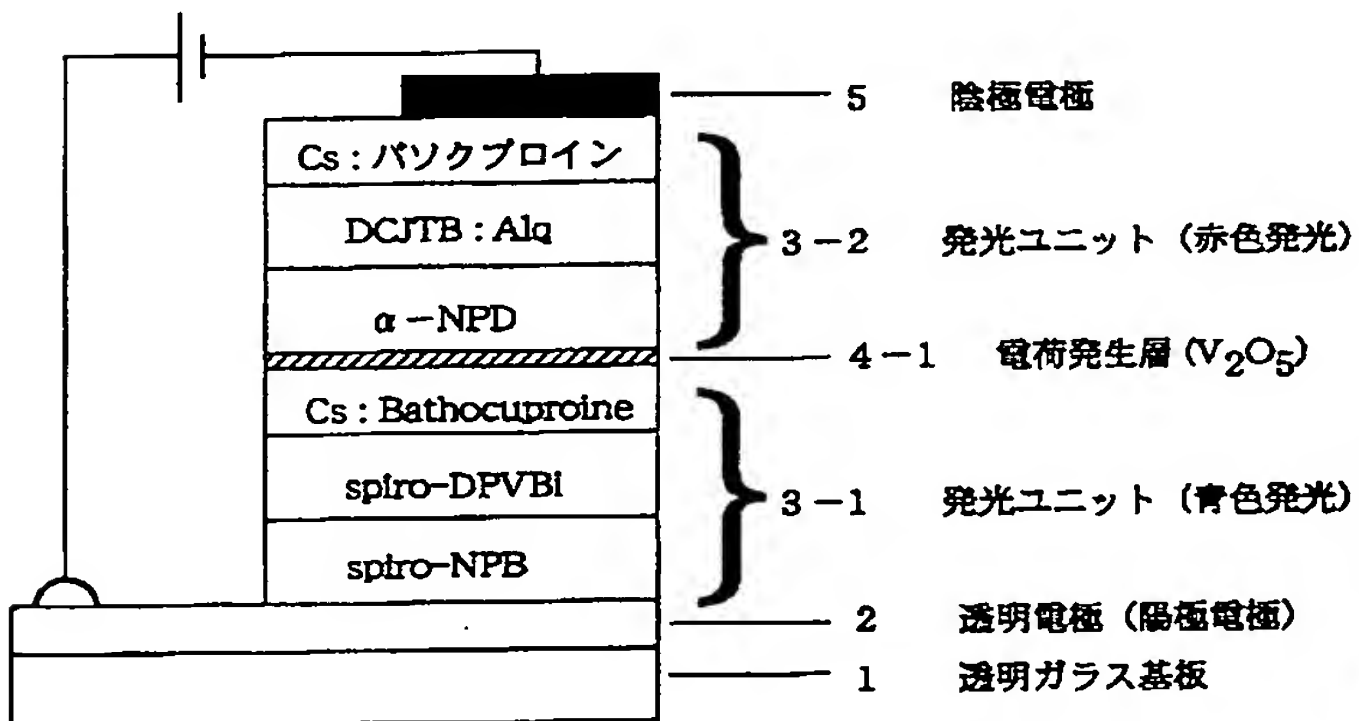 5 陰極電極
Cs：バソクプロイン
DCJTB：Alq
3－2 発光ユニット（赤色発光）
α－NPD
4－1 電荷発生層(V2O5)
Cs：Bathocuproine
spiro-DPVBi
3－1 発光ユニット（青色発光）
spiro-NPB
2 透明電極（陽極電極）
1 透明ガラス基板